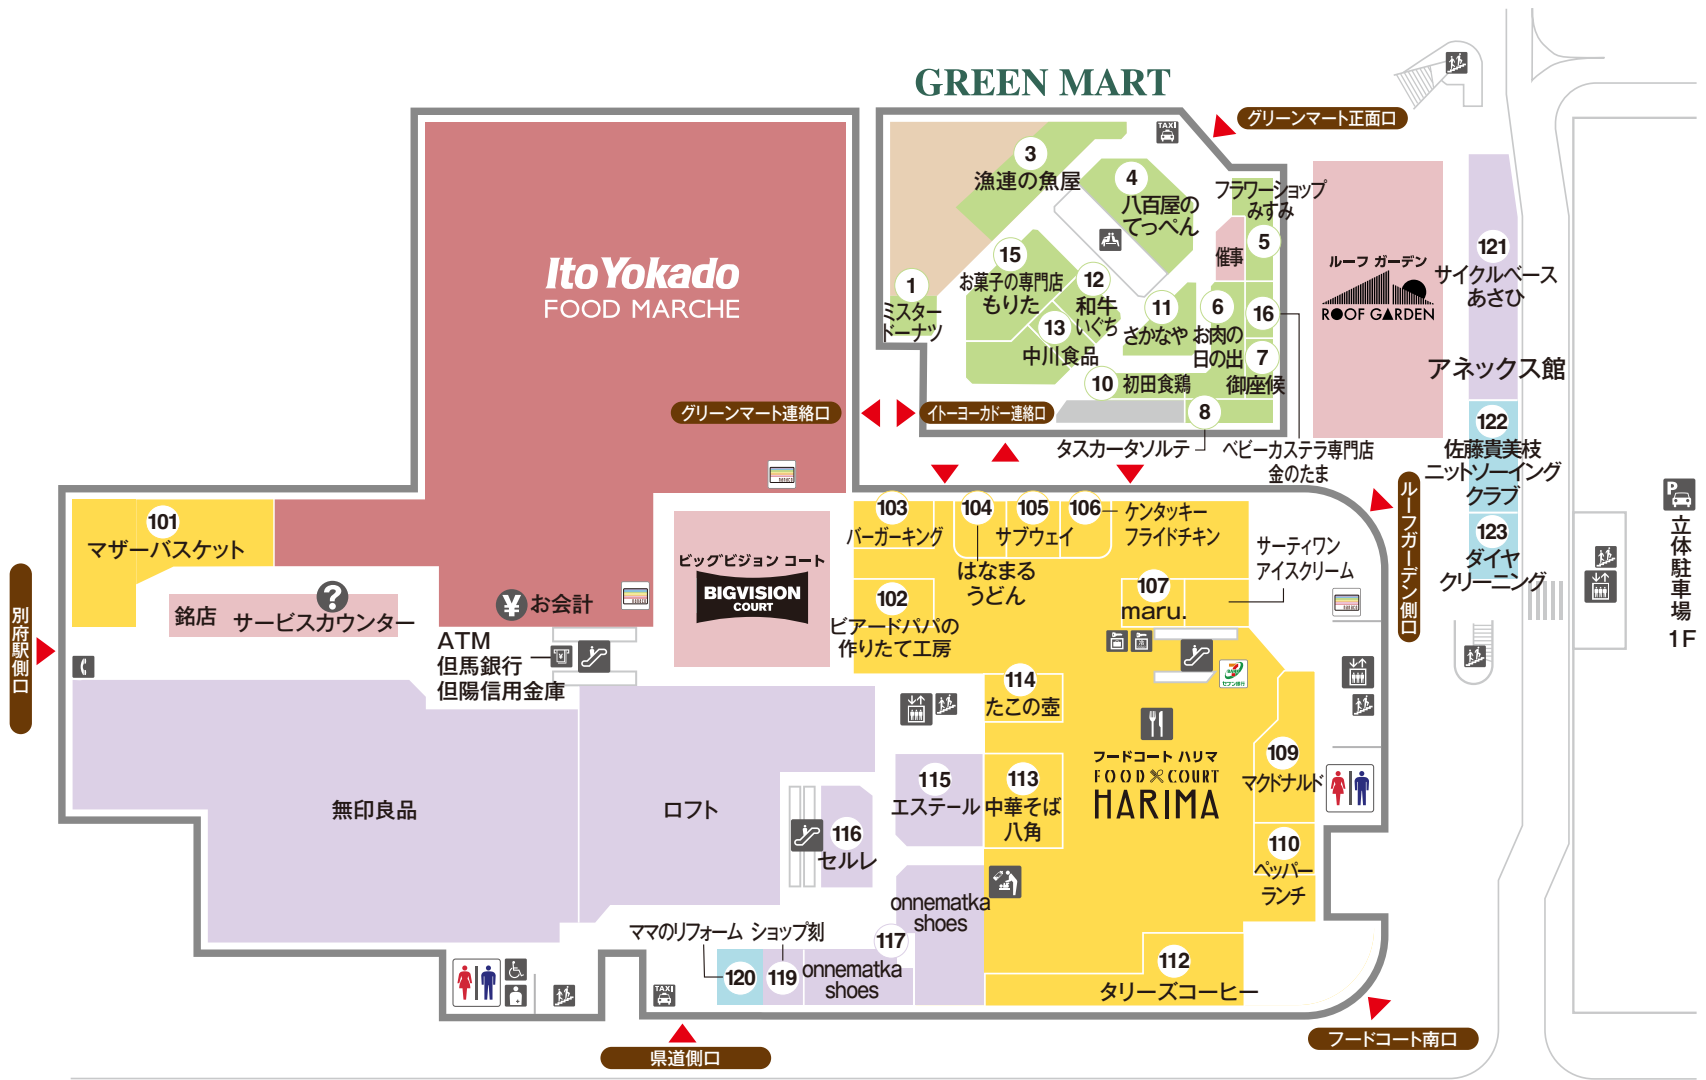 GREEN MART
TAXI
グリーンマート正面口
3
漁連の魚屋
4
八百屋の
てっぺん
フラワーショップ
みすみ
5
催事
15
お菓子の専門店
もりた
12
和牛
いぐち
1
ミスター
ドーナツ
13
中川食品
11
さかなや
6
お肉の
日の出
16
7
御座候
10
初田食鶏
8
タスカータソルテ
ベビーカステラ専門店
金のたま
Ito Yokado
FOOD MARCHE
グリーンマート連絡口
イトーヨーカドー連絡口
ルーフ ガーデン
ROOF GARDEN
121
サイクルベース
あさひ
アネックス館
122
佐藤貴美枝
ニットソーイング
クラブ
123
ダイヤ
クリーニング
ルーフガーデン側口
P
立体駐車場
1F
101
マザーバスケット
銘店
?
サービスカウンター
¥
お会計
ATM
但馬銀行
但陽信用金庫
別府駅側口
ビッグビジョン コート
BIGVISION
COURT
103
バーガーキング
104
はなまる
うどん
105
サブウェイ
106
ケンタッキー
フライドチキン
サーティワン
アイスクリーム
102
ビアードパパの
作りたて工房
107
maru.
セブン銀行
114
たこの壺
フードコート ハリマ
FOOD COURT
HARIMA
109
マクドナルド
113
中華そば
八角
110
ペッパー
ランチ
115
エステール
116
セルレ
無印良品
ロフト
onnematka
shoes
117
onnematka
shoes
ママのリフォーム
ショップ刻
120
119
112
タリーズコーヒー
TAXI
県道側口
フードコート南口